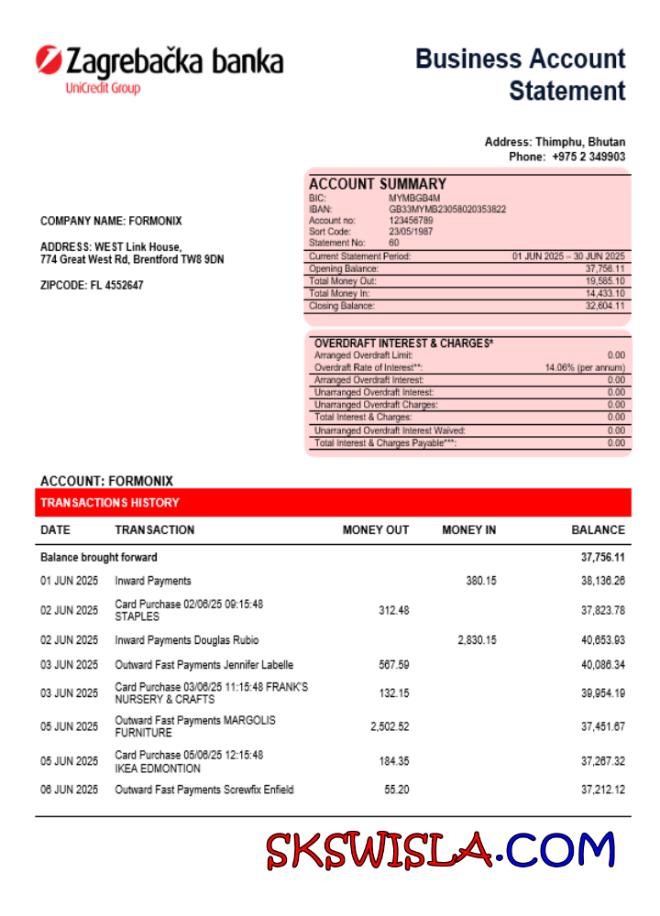 Zagrebačka banka
UniCredit Group
Business Account
Statement
Address: Thimphu, Bhutan
Phone: +975 2 349903
COMPANY NAME: FORMONIX
ADDRESS: WEST Link House,
774 Great West Rd, Brentford TW8 9DN
ZIPCODE: FL 4552647
ACCOUNT SUMMARY
BIC: MYMBGB4M
IBAN: GB33MYMB23058020353822
Account no: 123456789
Sort Code: 23/05/1987
Statement No: 60
Current Statement Period: 01 JUN 2025 – 30 JUN 2025
Opening Balance: 37,756.11
Total Money Out: 19,585.10
Total Money In: 14,433.10
Closing Balance: 32,604.11
OVERDRAFT INTEREST & CHARGES*
Arranged Overdraft Limit: 0.00
Overdraft Rate of Interest**: 14.06% (per annum)
Arranged Overdraft Interest: 0.00
Unarranged Overdraft Interest: 0.00
Unarranged Overdraft Charges: 0.00
Total Interest & Charges: 0.00
Unarranged Overdraft Interest Waived: 0.00
Total Interest & Charges Payable***: 0.00
ACCOUNT: FORMONIX
TRANSACTIONS HISTORY
DATE TRANSACTION MONEY OUT MONEY IN BALANCE
Balance brought forward 37,756.11
01 JUN 2025 Inward Payments 380.15 38,136.26
02 JUN 2025 Card Purchase 02/06/25 09:15:48 312.48 37,823.78
STAPLES
02 JUN 2025 Inward Payments Douglas Rubio 2,830.15 40,653.93
03 JUN 2025 Outward Fast Payments Jennifer Labelle 567.59 40,086.34
03 JUN 2025 Card Purchase 03/06/25 11:15:48 FRANK'S 132.15 39,954.19
NURSERY & CRAFTS
05 JUN 2025 Outward Fast Payments MARGOLIS 2,502.52 37,451.67
FURNITURE
05 JUN 2025 Card Purchase 05/06/25 12:15:48 184.35 37,267.32
IKEA EDMONTION
06 JUN 2025 Outward Fast Payments Screwfix Enfield 55.20 37,212.12
SKSWISLA.COM